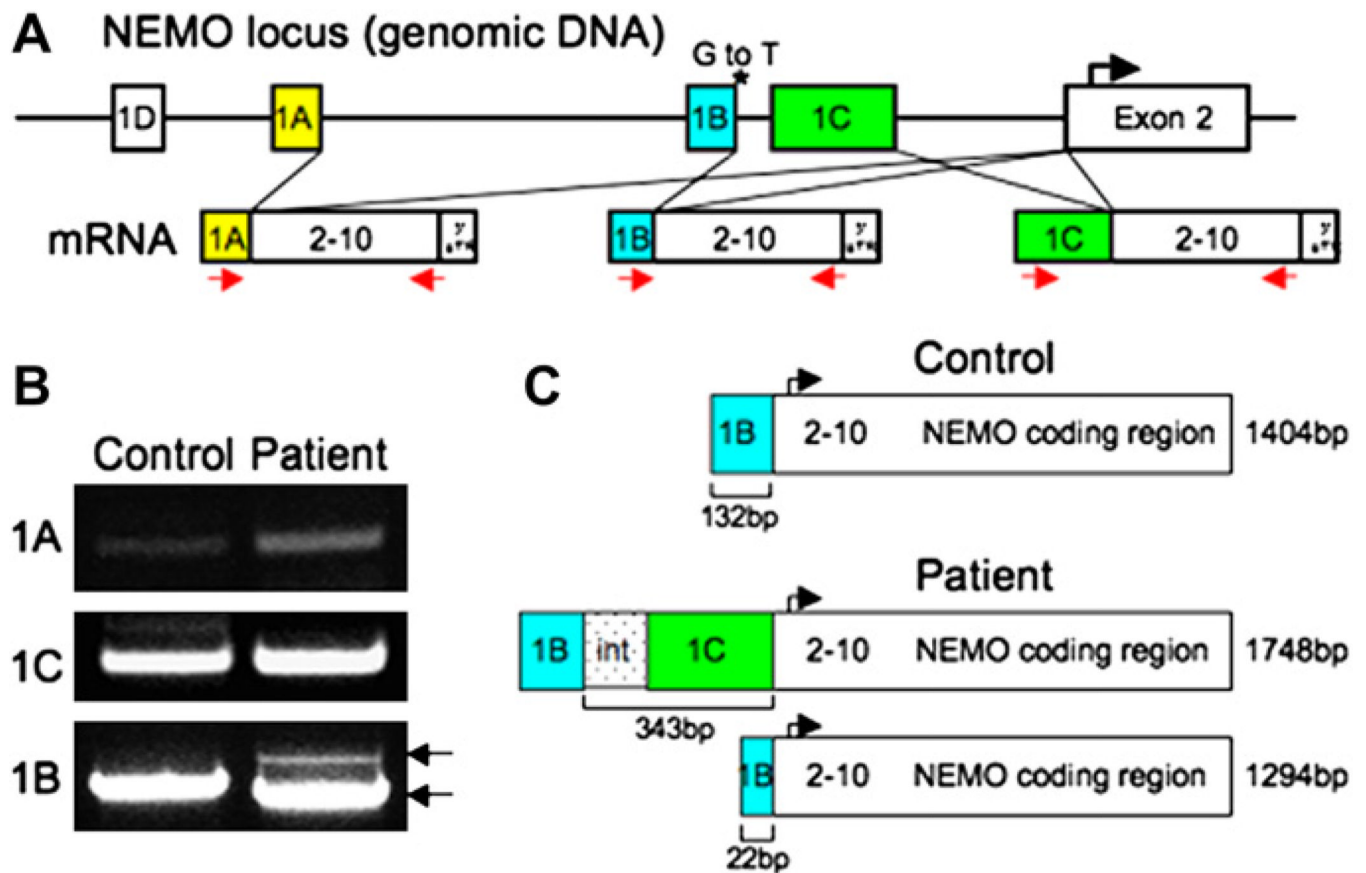 A NEMO locus (genomic DNA)
G to T
*
1D 1A 1B 1C Exon 2
mRNA 1A 2-10 1B 2-10 1C 2-10
B
Control Patient
1A
1C
1B
C
Control
1B 2-10 NEMO coding region 1404bp
132bp
Patient
1B int 1C 2-10 NEMO coding region 1748bp
343bp
1B 2-10 NEMO coding region 1294bp
22bp